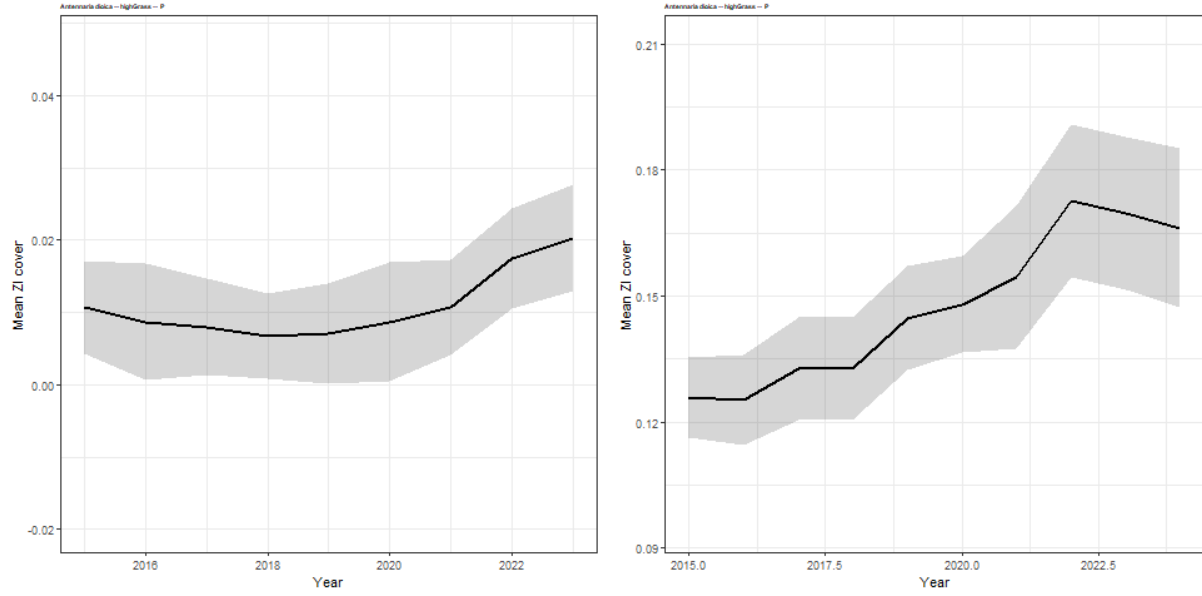 Antennaria dioica -- highGrass -- P
Mean ZI cover
0.04
0.02
0.00
-0.02
2016 2018 2020 2022
Year
Antennaria dioica -- highGrass -- P
Mean ZI cover
0.21
0.18
0.15
0.12
0.09
2015.0 2017.5 2020.0 2022.5
Year